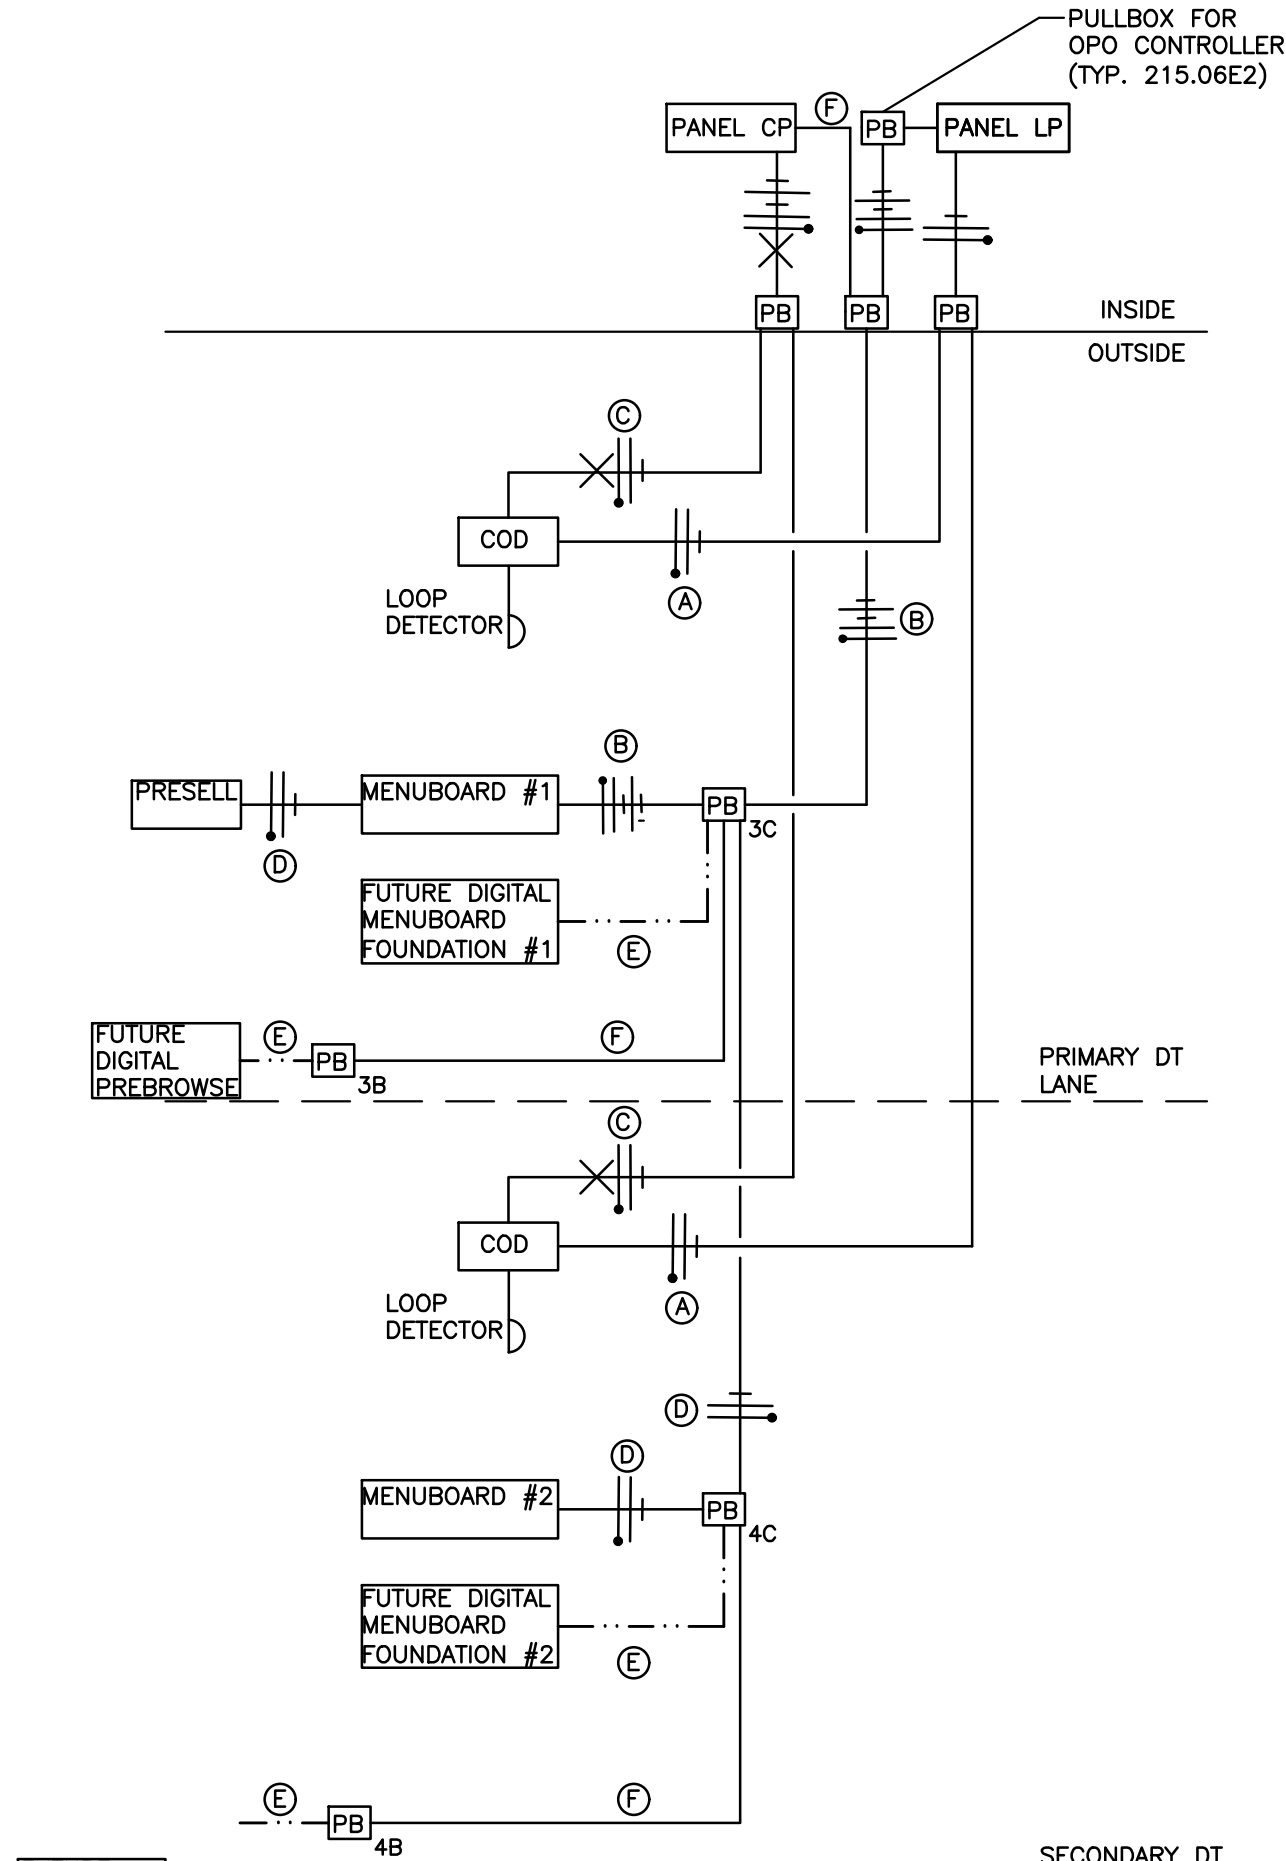 PULLBOX FOR
OPO CONTROLLER
(TYP. 215.06E2)
F
PANEL CP
PB
PANEL LP
PB
PB
PB
INSIDE
OUTSIDE
C
COD
A
LOOP
DETECTOR
B
B
PRESELL
MENUBOARD #1
PB
3C
D
FUTURE DIGITAL
MENUBOARD
FOUNDATION #1
E
FUTURE
DIGITAL
PREBROWSE
E
PB
3B
F
PRIMARY DT
LANE
C
COD
A
LOOP
DETECTOR
D
D
MENUBOARD #2
PB
4C
FUTURE DIGITAL
MENUBOARD
FOUNDATION #2
E
E
PB
4B
F
SECONDARY DT